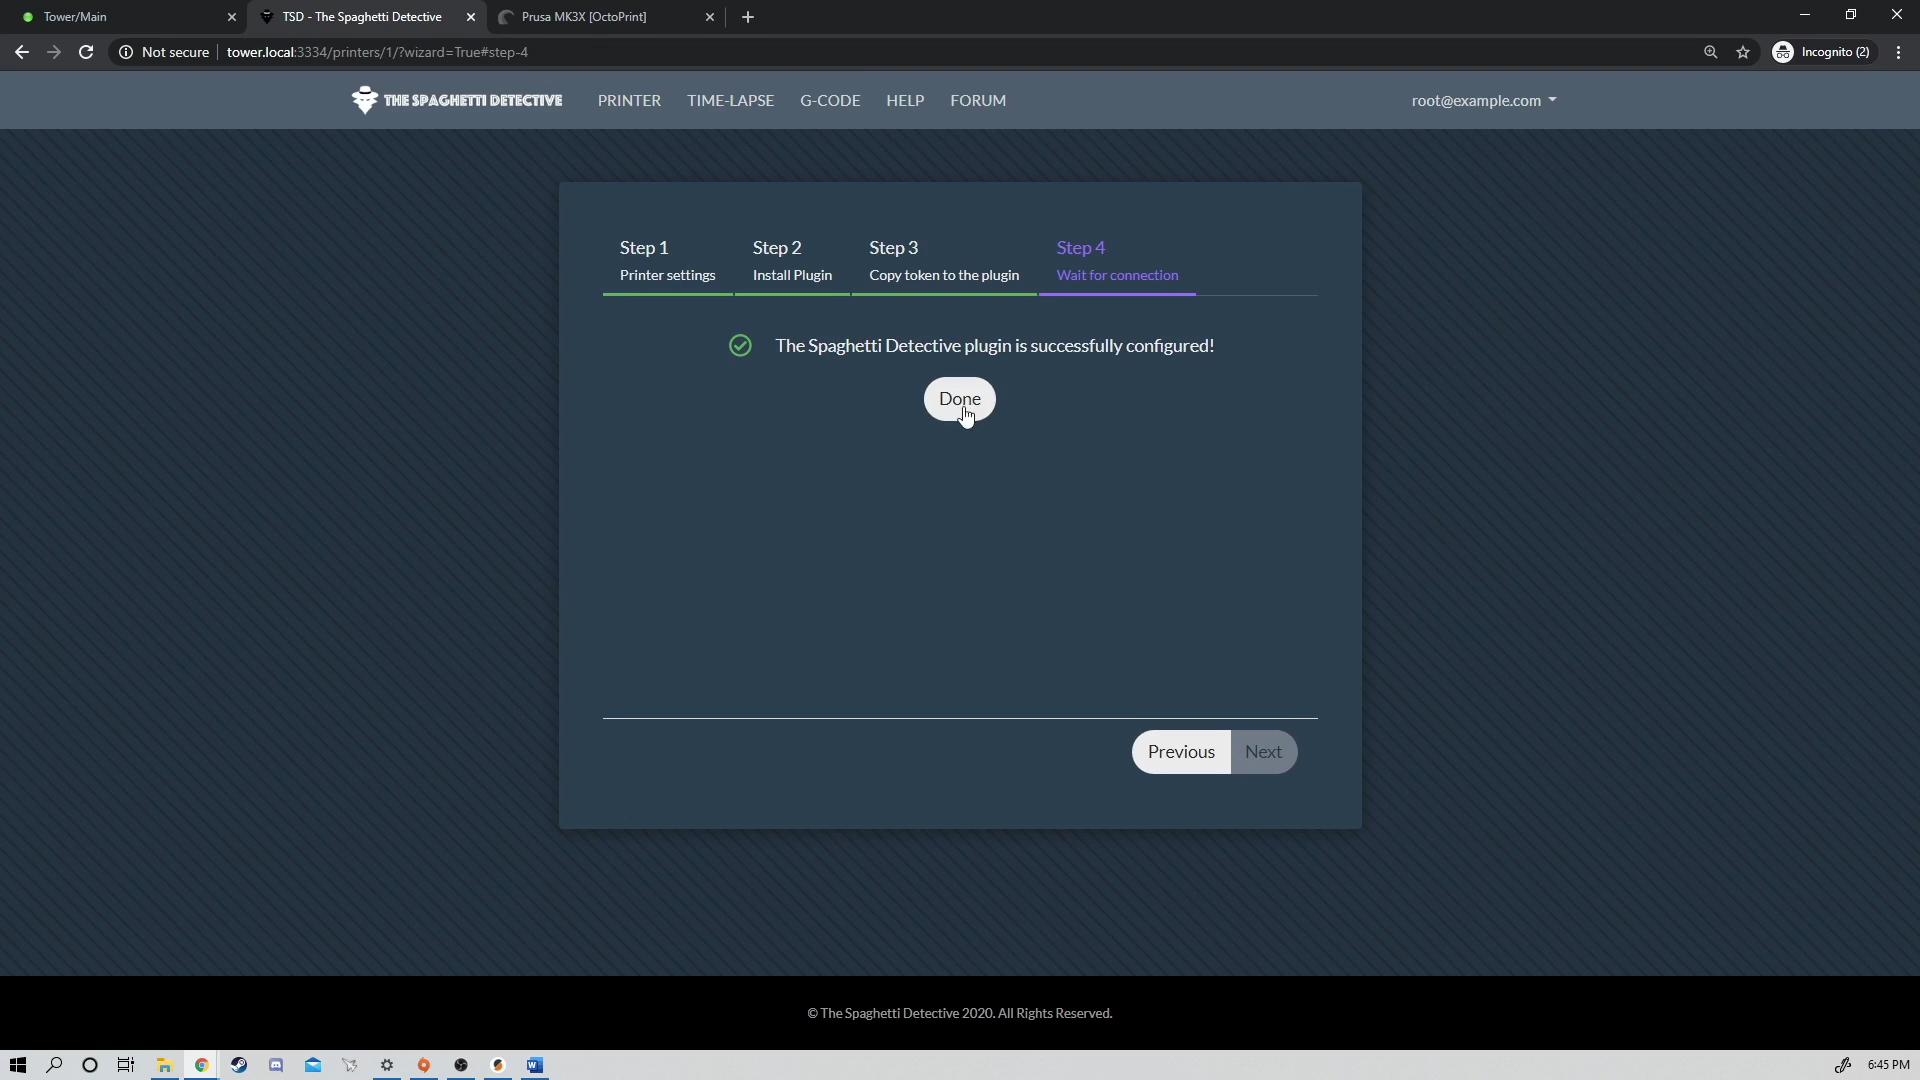 Tower/Main
TSD - The Spaghetti Detective
Prusa MK3X [OctoPrint]
Not secure
tower.local:3334/printers/1/?wizard=True#step-4
Incognito (2)
THE SPAGHETTI DETECTIVE
PRINTER
TIME-LAPSE
G-CODE
HELP
FORUM
root@example.com
Step 1
Printer settings
Step 2
Install Plugin
Step 3
Copy token to the plugin
Step 4
Wait for connection
The Spaghetti Detective plugin is successfully configured!
Done
Previous
Next
© The Spaghetti Detective 2020. All Rights Reserved.
6:45 PM